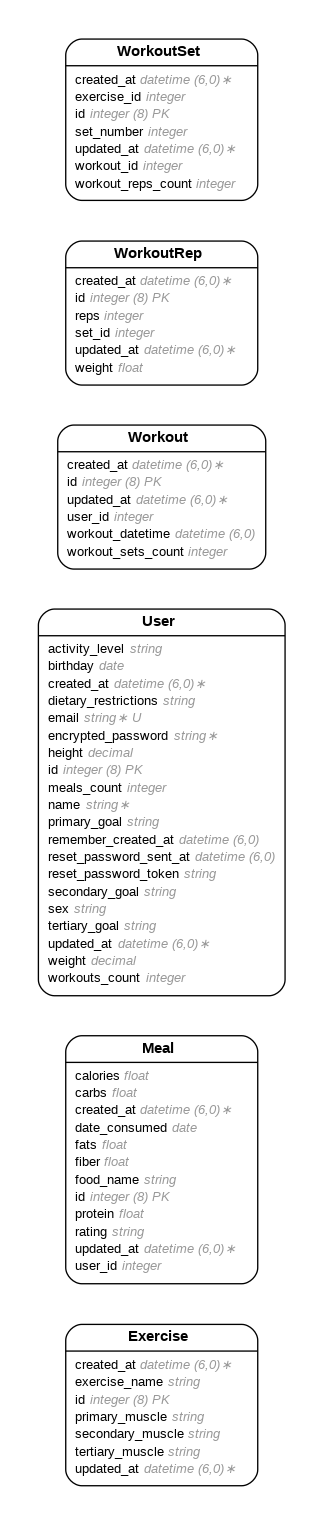 WorkoutSet
created_at datetime (6,0)∗
exercise_id integer
id integer (8) PK
set_number integer
updated_at datetime (6,0)∗
workout_id integer
workout_reps_count integer
WorkoutRep
created_at datetime (6,0)∗
id integer (8) PK
reps integer
set_id integer
updated_at datetime (6,0)∗
weight float
Workout
created_at datetime (6,0)∗
id integer (8) PK
updated_at datetime (6,0)∗
user_id integer
workout_datetime datetime (6,0)
workout_sets_count integer
User
activity_level string
birthday date
created_at datetime (6,0)∗
dietary_restrictions string
email string∗ U
encrypted_password string∗
height decimal
id integer (8) PK
meals_count integer
name string∗
primary_goal string
remember_created_at datetime (6,0)
reset_password_sent_at datetime (6,0)
reset_password_token string
secondary_goal string
sex string
tertiary_goal string
updated_at datetime (6,0)∗
weight decimal
workouts_count integer
Meal
calories float
carbs float
created_at datetime (6,0)∗
date_consumed date
fats float
fiber float
food_name string
id integer (8) PK
protein float
rating string
updated_at datetime (6,0)∗
user_id integer
Exercise
created_at datetime (6,0)∗
exercise_name string
id integer (8) PK
primary_muscle string
secondary_muscle string
tertiary_muscle string
updated_at datetime (6,0)∗